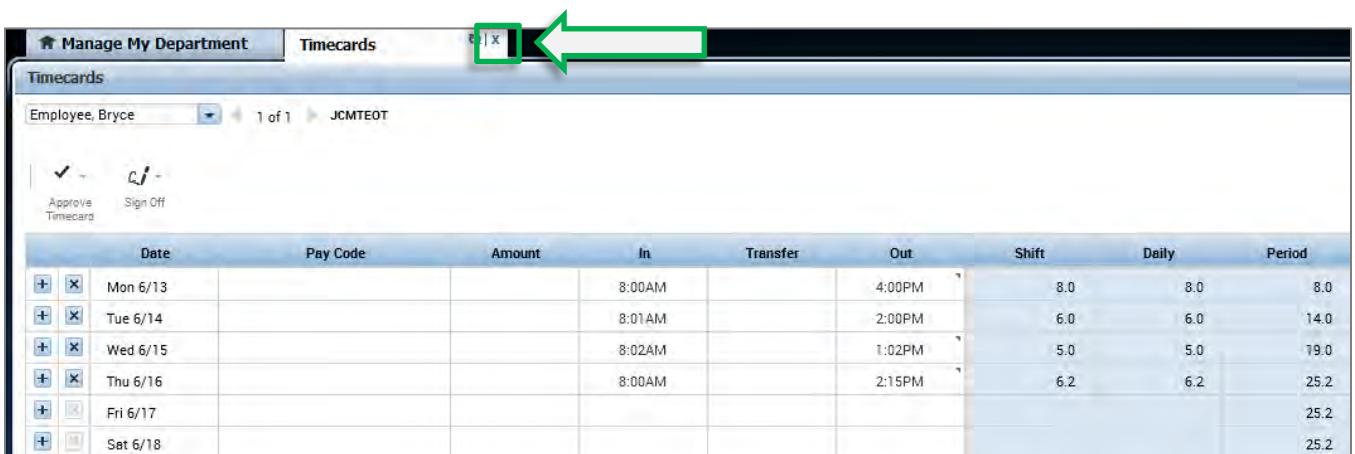 Manage My Department Timecards x
Timecards
Employee, Bryce 1 of 1 JCMTEOT
Approve Timecard Sign Off
Date Pay Code Amount In Transfer Out Shift Daily Period
Mon 6/13 8:00AM 4:00PM 8.0 8.0 8.0
Tue 6/14 8:01AM 2:00PM 6.0 6.0 14.0
Wed 6/15 8:02AM 1:02PM 5.0 5.0 19.0
Thu 6/16 8:00AM 2:15PM 6.2 6.2 25.2
Fri 6/17 25.2
Sat 6/18 25.2